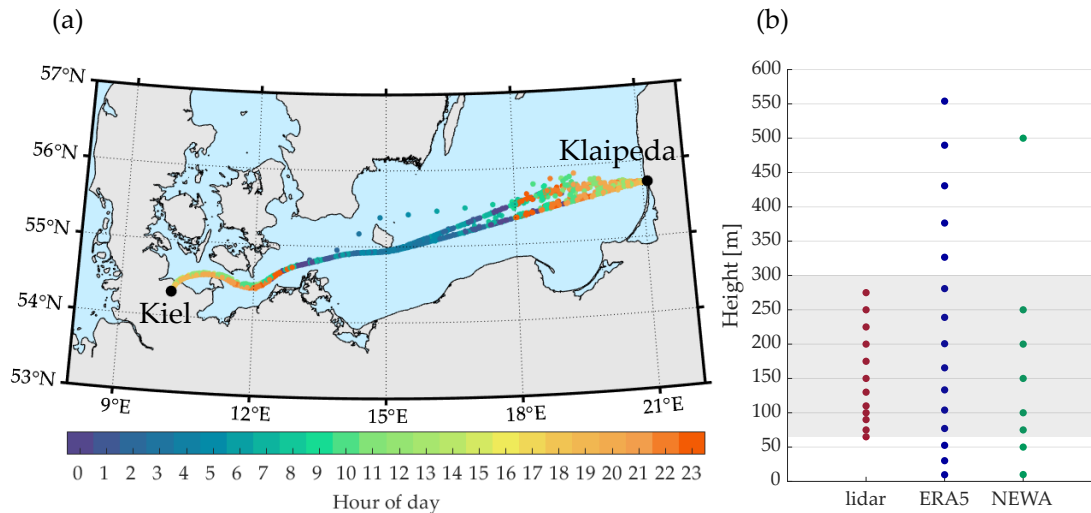 (a)
57°N
56°N
55°N
54°N
53°N
Klaipeda
Kiel
9°E 12°E 15°E 18°E 21°E
0 1 2 3 4 5 6 7 8 9 10 11 12 13 14 15 16 17 18 19 20 21 22 23
Hour of day
(b)
Height [m]
600
550
500
450
400
350
300
250
200
150
100
50
0
lidar ERA5 NEWA